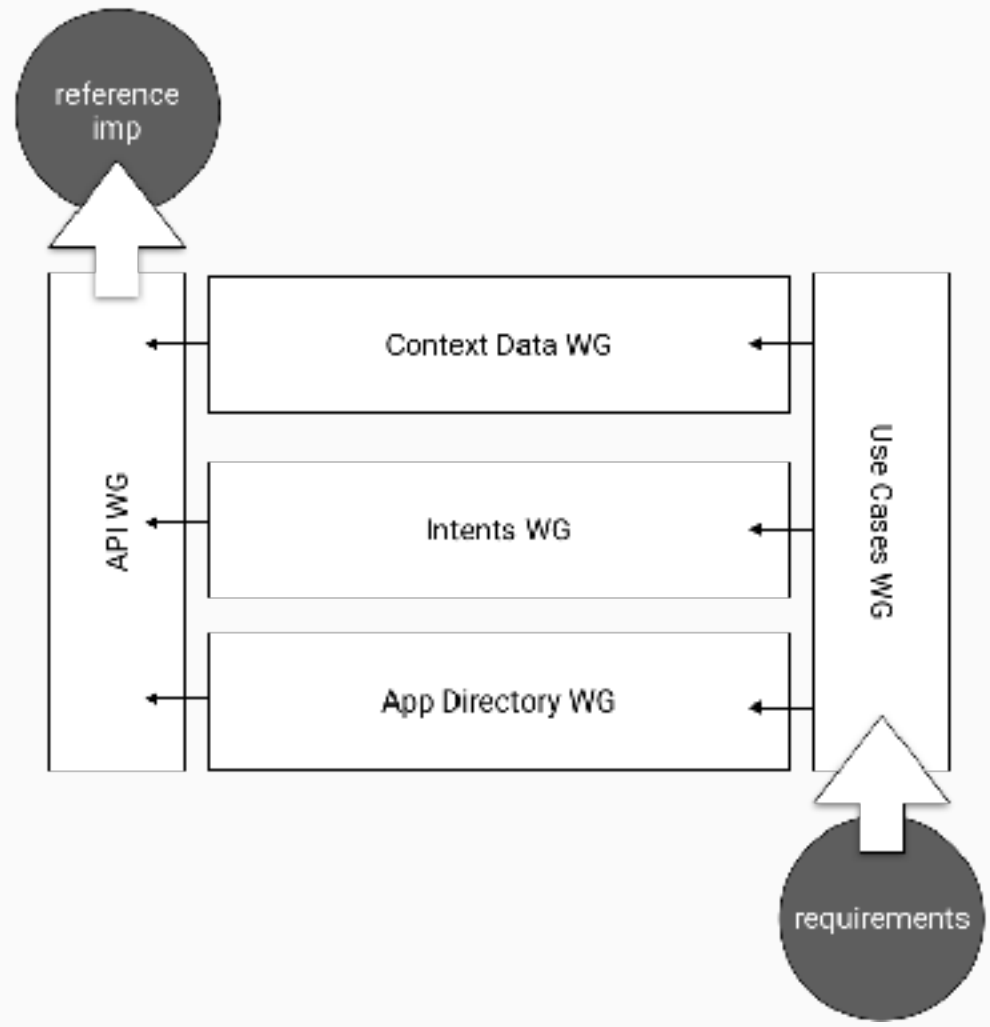 reference
imp
Context Data WG
API WG
Intents WG
Use Cases WG
App Directory WG
requirements